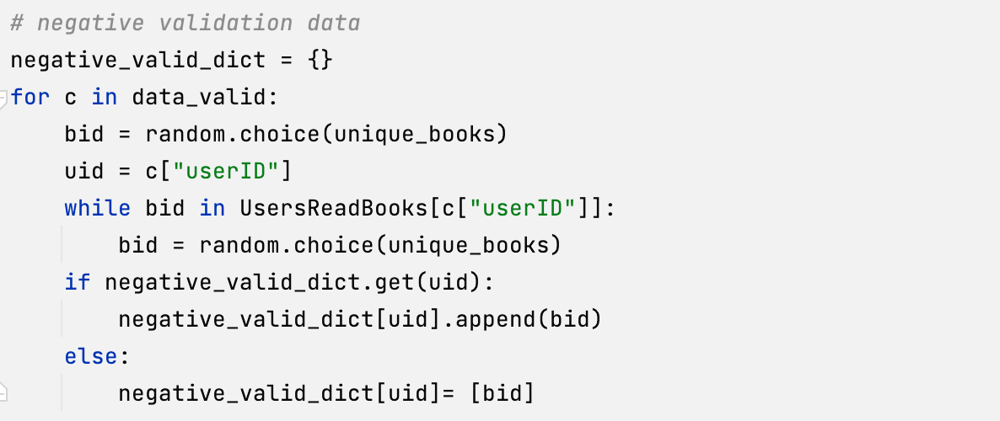 # negative validation data
negative_valid_dict = {}
for c in data_valid:
    bid = random.choice(unique_books)
    uid = c["userID"]
    while bid in UsersReadBooks[c["userID"]]:
        bid = random.choice(unique_books)
    if negative_valid_dict.get(uid):
        negative_valid_dict[uid].append(bid)
    else:
        negative_valid_dict[uid]= [bid]